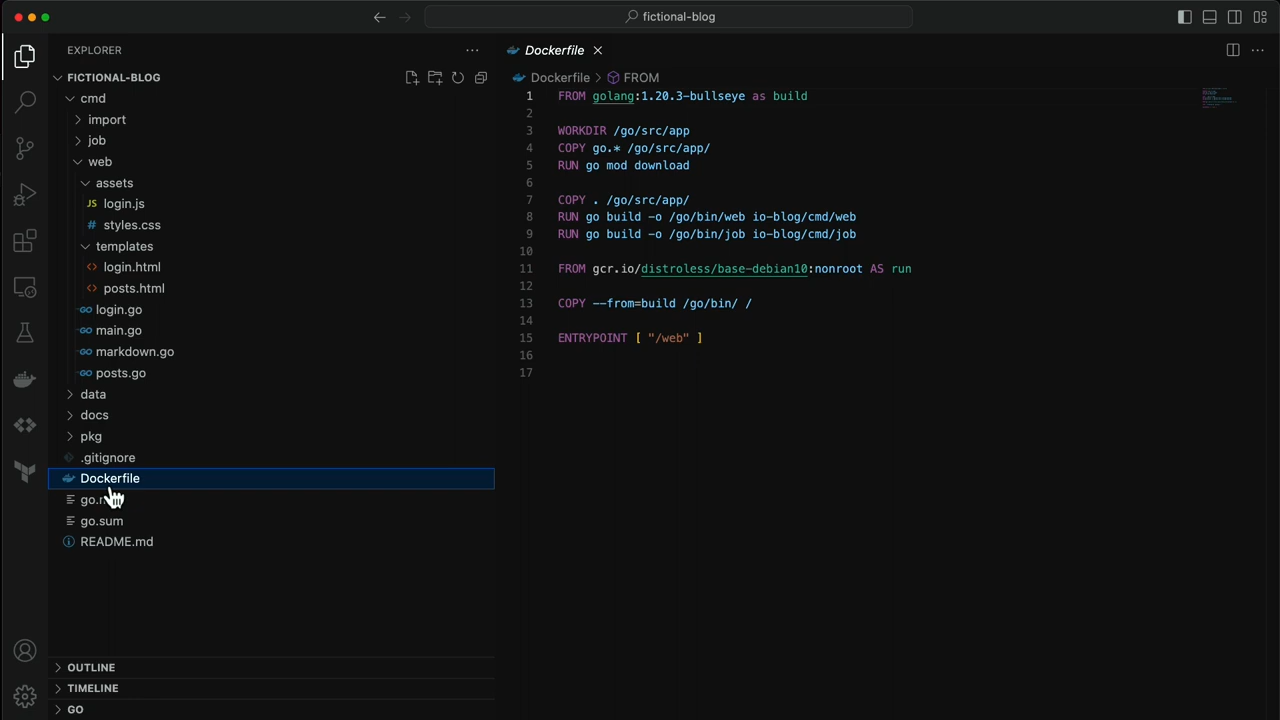 fictional-blog
EXPLORER
FICTIONAL-BLOG
cmd
import
job
web
assets
JS login.js
# styles.css
templates
<> login.html
<> posts.html
GO login.go
GO main.go
GO markdown.go
GO posts.go
data
docs
pkg
.gitignore
Dockerfile
go.sum
README.md
OUTLINE
TIMELINE
GO
Dockerfile
Dockerfile > FROM
1 FROM golang:1.20.3-bullseye as build
2
3 WORKDIR /go/src/app
4 COPY go.* /go/src/app/
5 RUN go mod download
6
7 COPY . /go/src/app/
8 RUN go build -o /go/bin/web io-blog/cmd/web
9 RUN go build -o /go/bin/job io-blog/cmd/job
10
11 FROM gcr.io/distroless/base-debian10:nonroot AS run
12
13 COPY --from=build /go/bin/ /
14
15 ENTRYPOINT [ "/web" ]
16
17